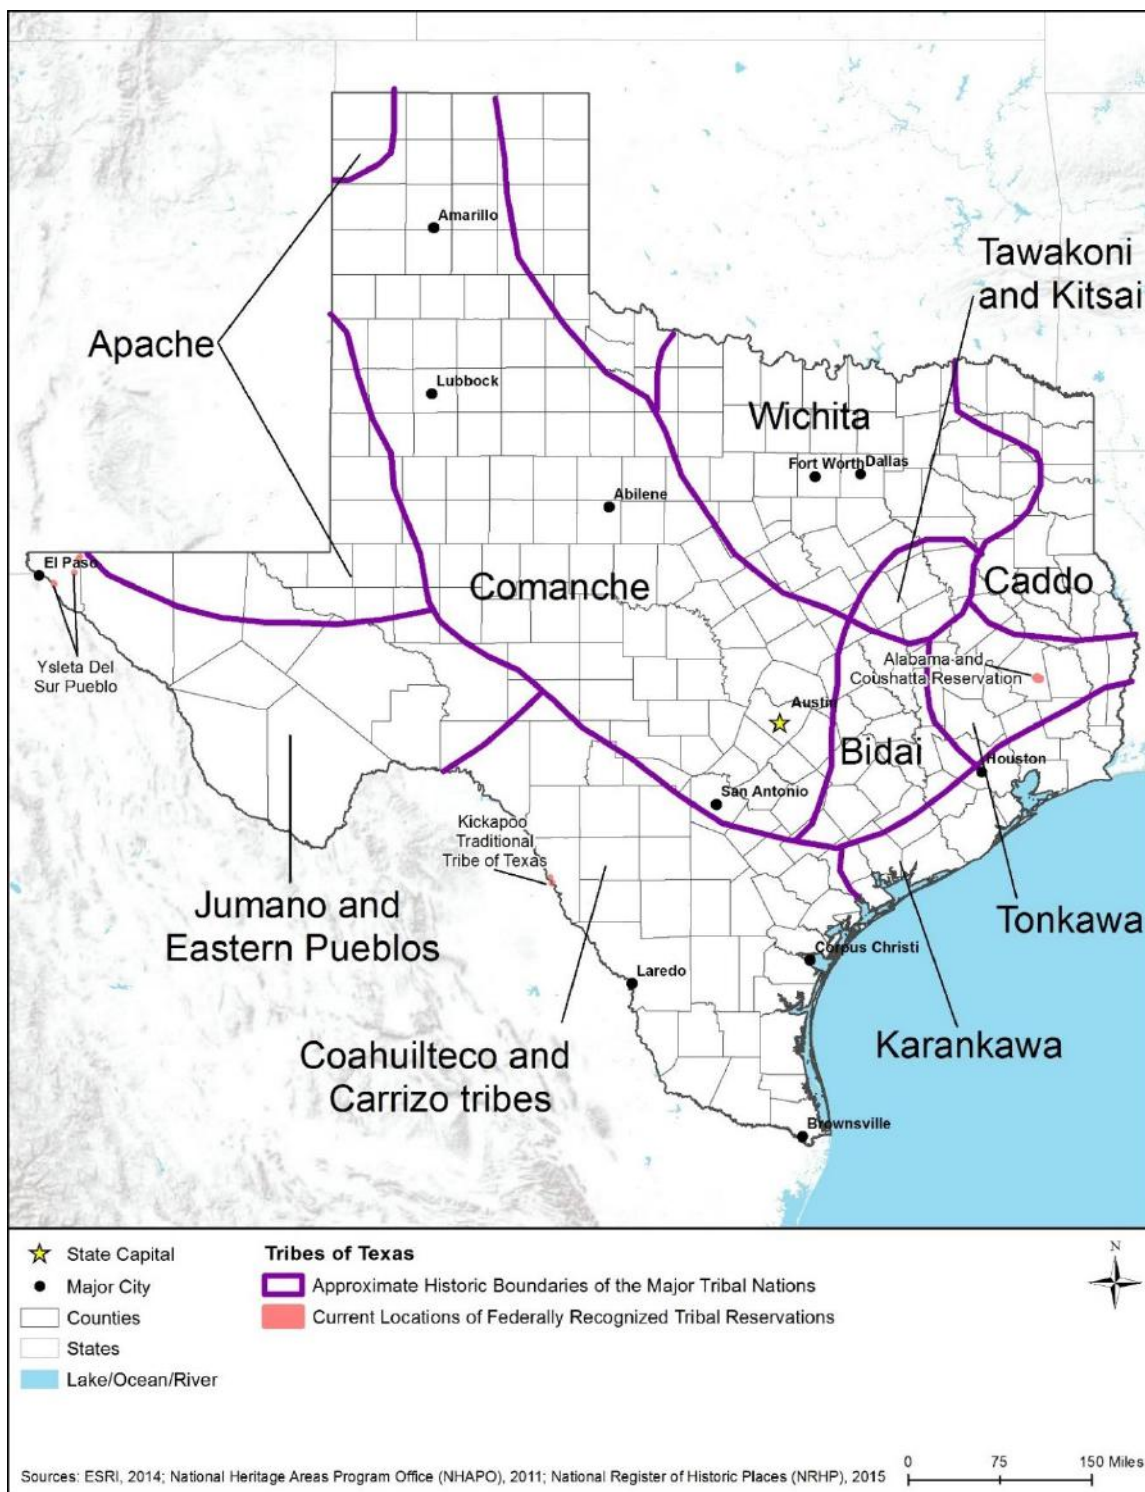 Amarillo
Tawakoni
and Kitsai
Apache
Lubbock
Wichita
Fort Worth
Dallas
Abilene
El Paso
Comanche
Caddo
Ysleta Del
Sur Pueblo
Alabama and
Coushatta Reservation
Austin
Bidai
Houston
San Antonio
Kickapoo
Traditional
Tribe of Texas
Jumano and
Eastern Pueblos
Tonkawa
Corpus Christi
Laredo
Karankawa
Coahuilteco and
Carrizo tribes
Brownsville
State Capital
Major City
Counties
States
Lake/Ocean/River
Tribes of Texas
Approximate Historic Boundaries of the Major Tribal Nations
Current Locations of Federally Recognized Tribal Reservations
N
Sources: ESRI, 2014; National Heritage Areas Program Office (NHAPO), 2011; National Register of Historic Places (NRHP), 2015
0 75 150 Miles